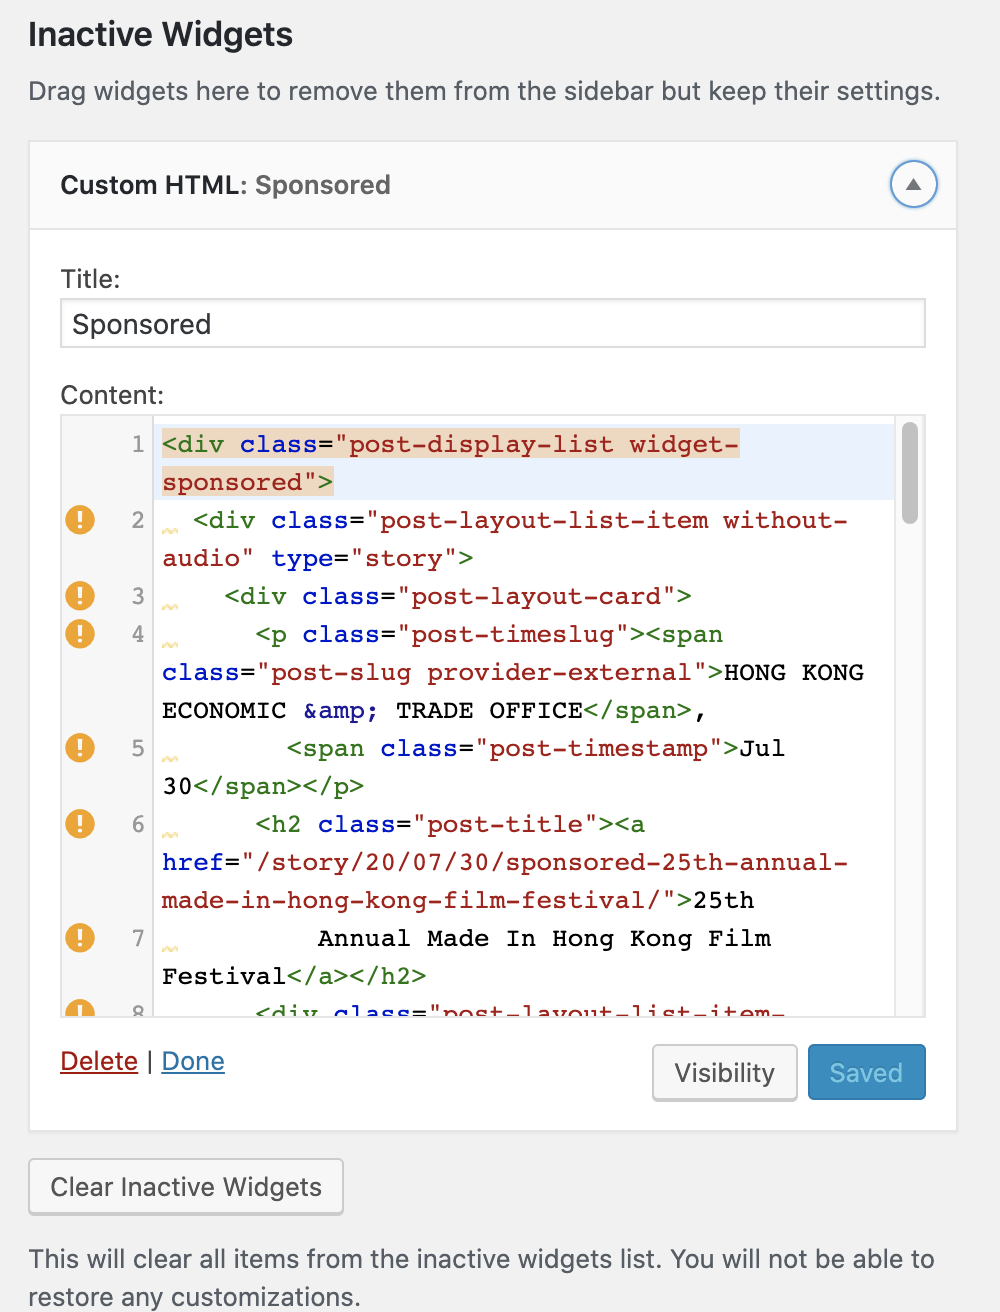 Inactive Widgets
Drag widgets here to remove them from the sidebar but keep their settings.
Custom HTML: Sponsored
Title:
Sponsored
Content:
1 <div class="post-display-list widget-
sponsored">
2 <div class="post-layout-list-item without-
audio" type="story">
3 <div class="post-layout-card">
4 <p class="post-timeslug"><span
class="post-slug provider-external">HONG KONG
ECONOMIC &amp; TRADE OFFICE</span>,
5 <span class="post-timestamp">Jul
30</span></p>
6 <h2 class="post-title"><a
href="/story/20/07/30/sponsored-25th-annual-
made-in-hong-kong-film-festival/">25th
7 Annual Made In Hong Kong Film
Festival</a></h2>
8 <div class="post-layout-list-item-
Delete | Done
Visibility
Saved
Clear Inactive Widgets
This will clear all items from the inactive widgets list. You will not be able to
restore any customizations.